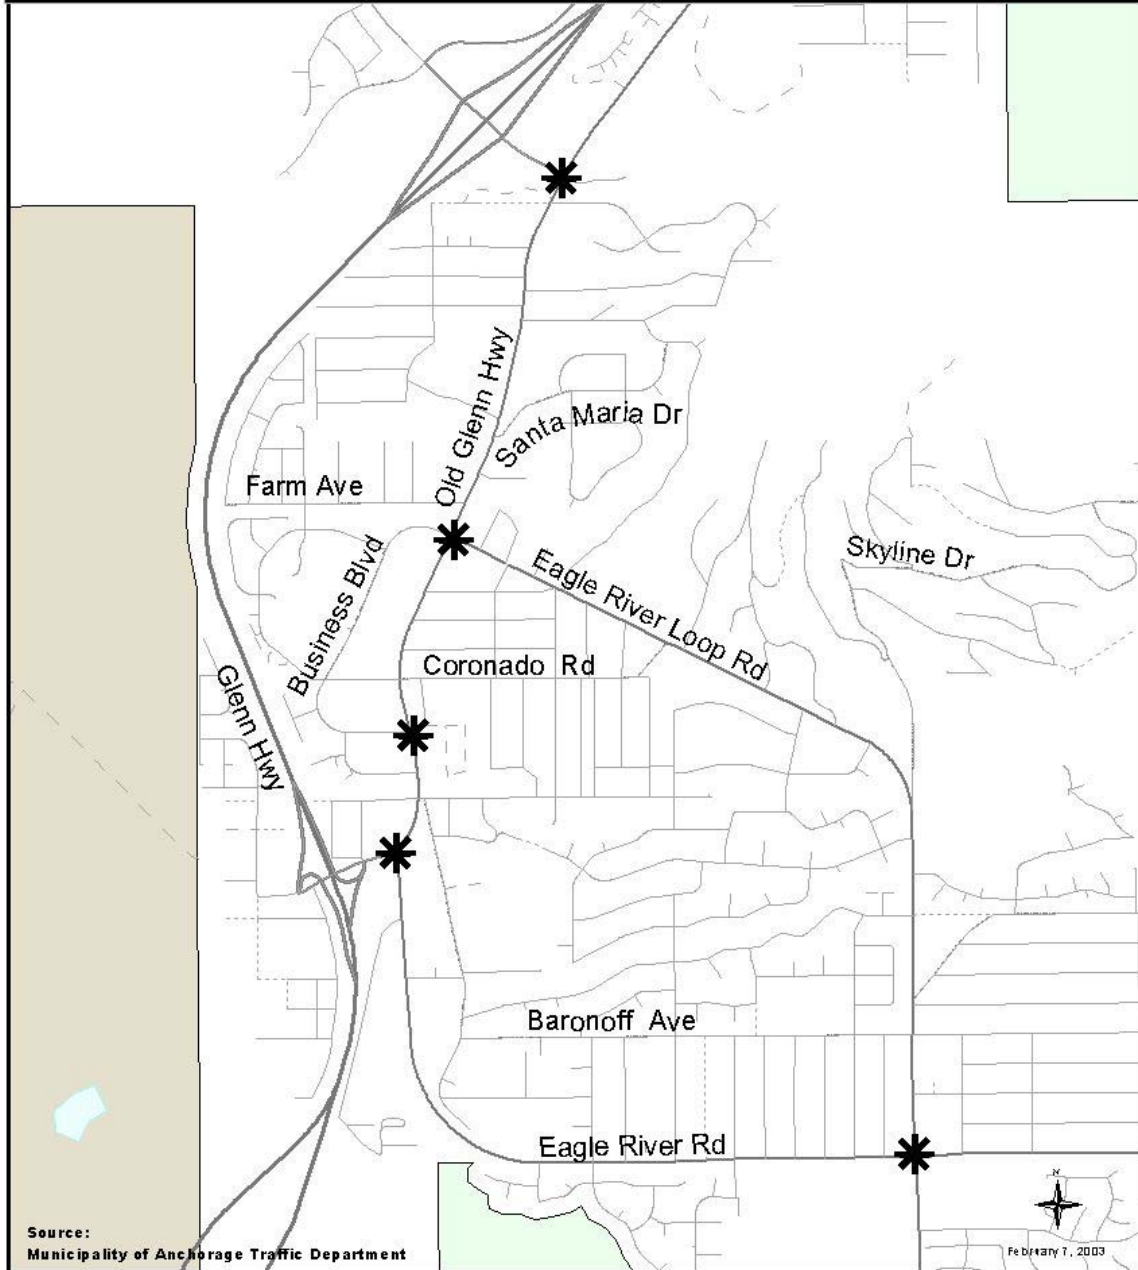 Old Glenn Hwy
Santa Maria Dr
Farm Ave
Business Blvd
Eagle River Loop Rd
Skyline Dr
Coronado Rd
Glenn Hwy
Baronoff Ave
Eagle River Rd
N
Source:
Municipality of Anchorage Traffic Department
February 7, 2003